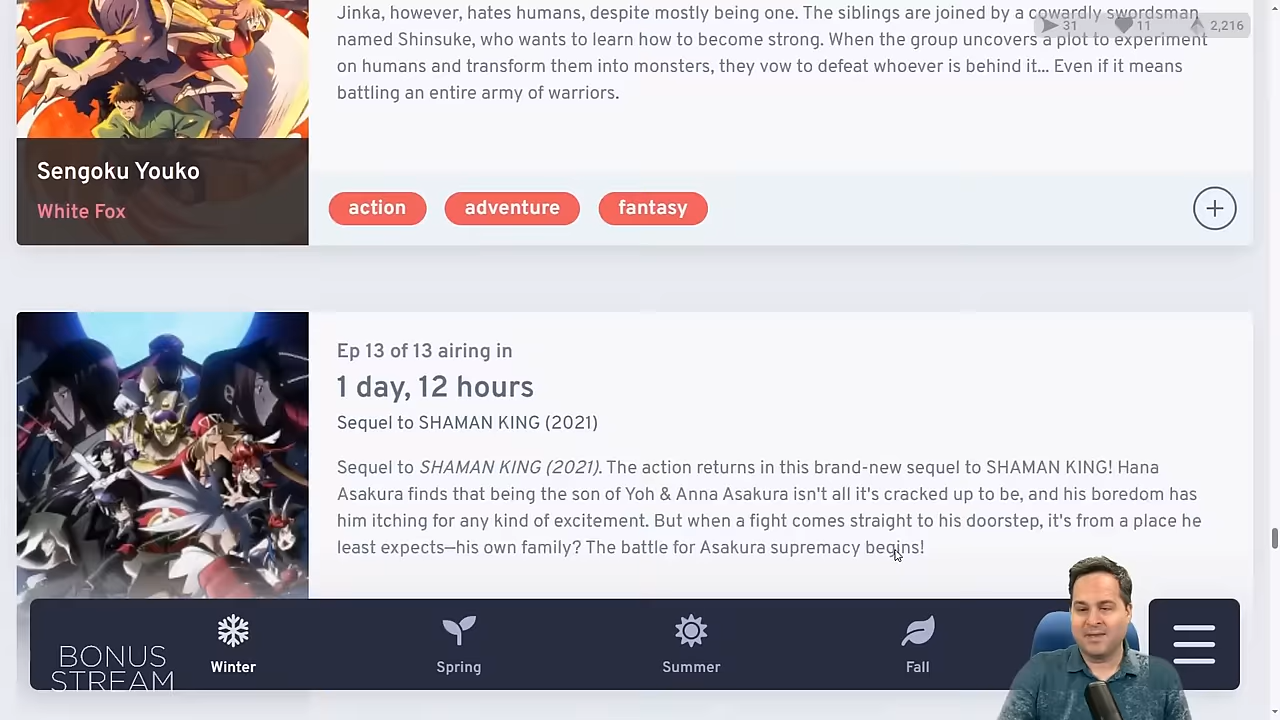 Jinka, however, hates humans, despite mostly being one. The siblings are joined by a cowardly swordsman
31 11 2,216
named Shinsuke, who wants to learn how to become strong. When the group uncovers a plot to experiment
on humans and transform them into monsters, they vow to defeat whoever is behind it... Even if it means
battling an entire army of warriors.
Sengoku Youko
White Fox
action adventure fantasy
Ep 13 of 13 airing in
1 day, 12 hours
Sequel to SHAMAN KING (2021)
Sequel to SHAMAN KING (2021). The action returns in this brand-new sequel to SHAMAN KING! Hana
Asakura finds that being the son of Yoh & Anna Asakura isn't all it's cracked up to be, and his boredom has
him itching for any kind of excitement. But when a fight comes straight to his doorstep, it's from a place he
least expects—his own family? The battle for Asakura supremacy begins!
BONUS
STREAM
Winter Spring Summer Fall